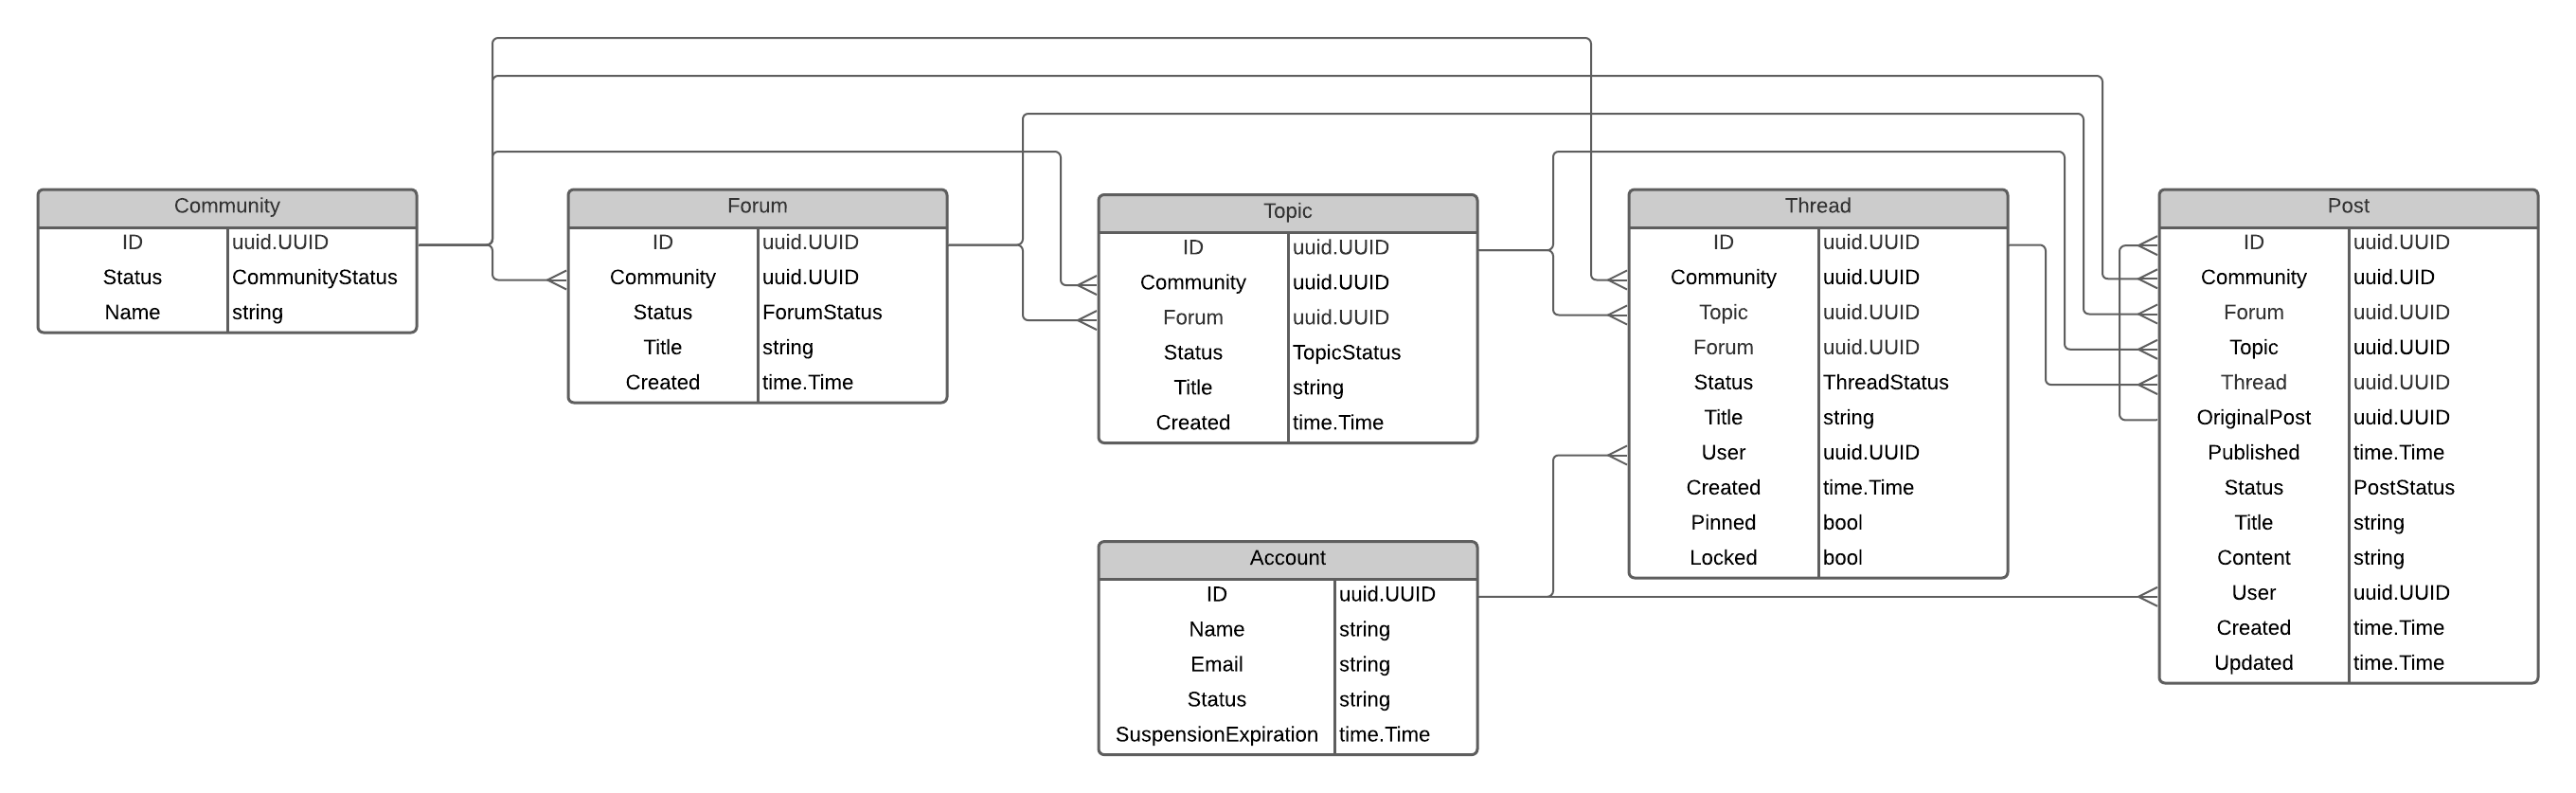 Community
ID uuid.UUID
Status CommunityStatus
Name string
Forum
ID uuid.UUID
Community uuid.UUID
Status ForumStatus
Title string
Created time.Time
Topic
ID uuid.UUID
Community uuid.UUID
Forum uuid.UUID
Status TopicStatus
Title string
Created time.Time
Thread
ID uuid.UUID
Community uuid.UUID
Topic uuid.UUID
Forum uuid.UUID
Status ThreadStatus
Title string
User uuid.UUID
Created time.Time
Pinned bool
Locked bool
Post
ID uuid.UUID
Community uuid.UID
Forum uuid.UUID
Topic uuid.UUID
Thread uuid.UUID
OriginalPost uuid.UUID
Published time.Time
Status PostStatus
Title string
Content string
User uuid.UUID
Created time.Time
Updated time.Time
Account
ID uuid.UUID
Name string
Email string
Status string
SuspensionExpiration time.Time